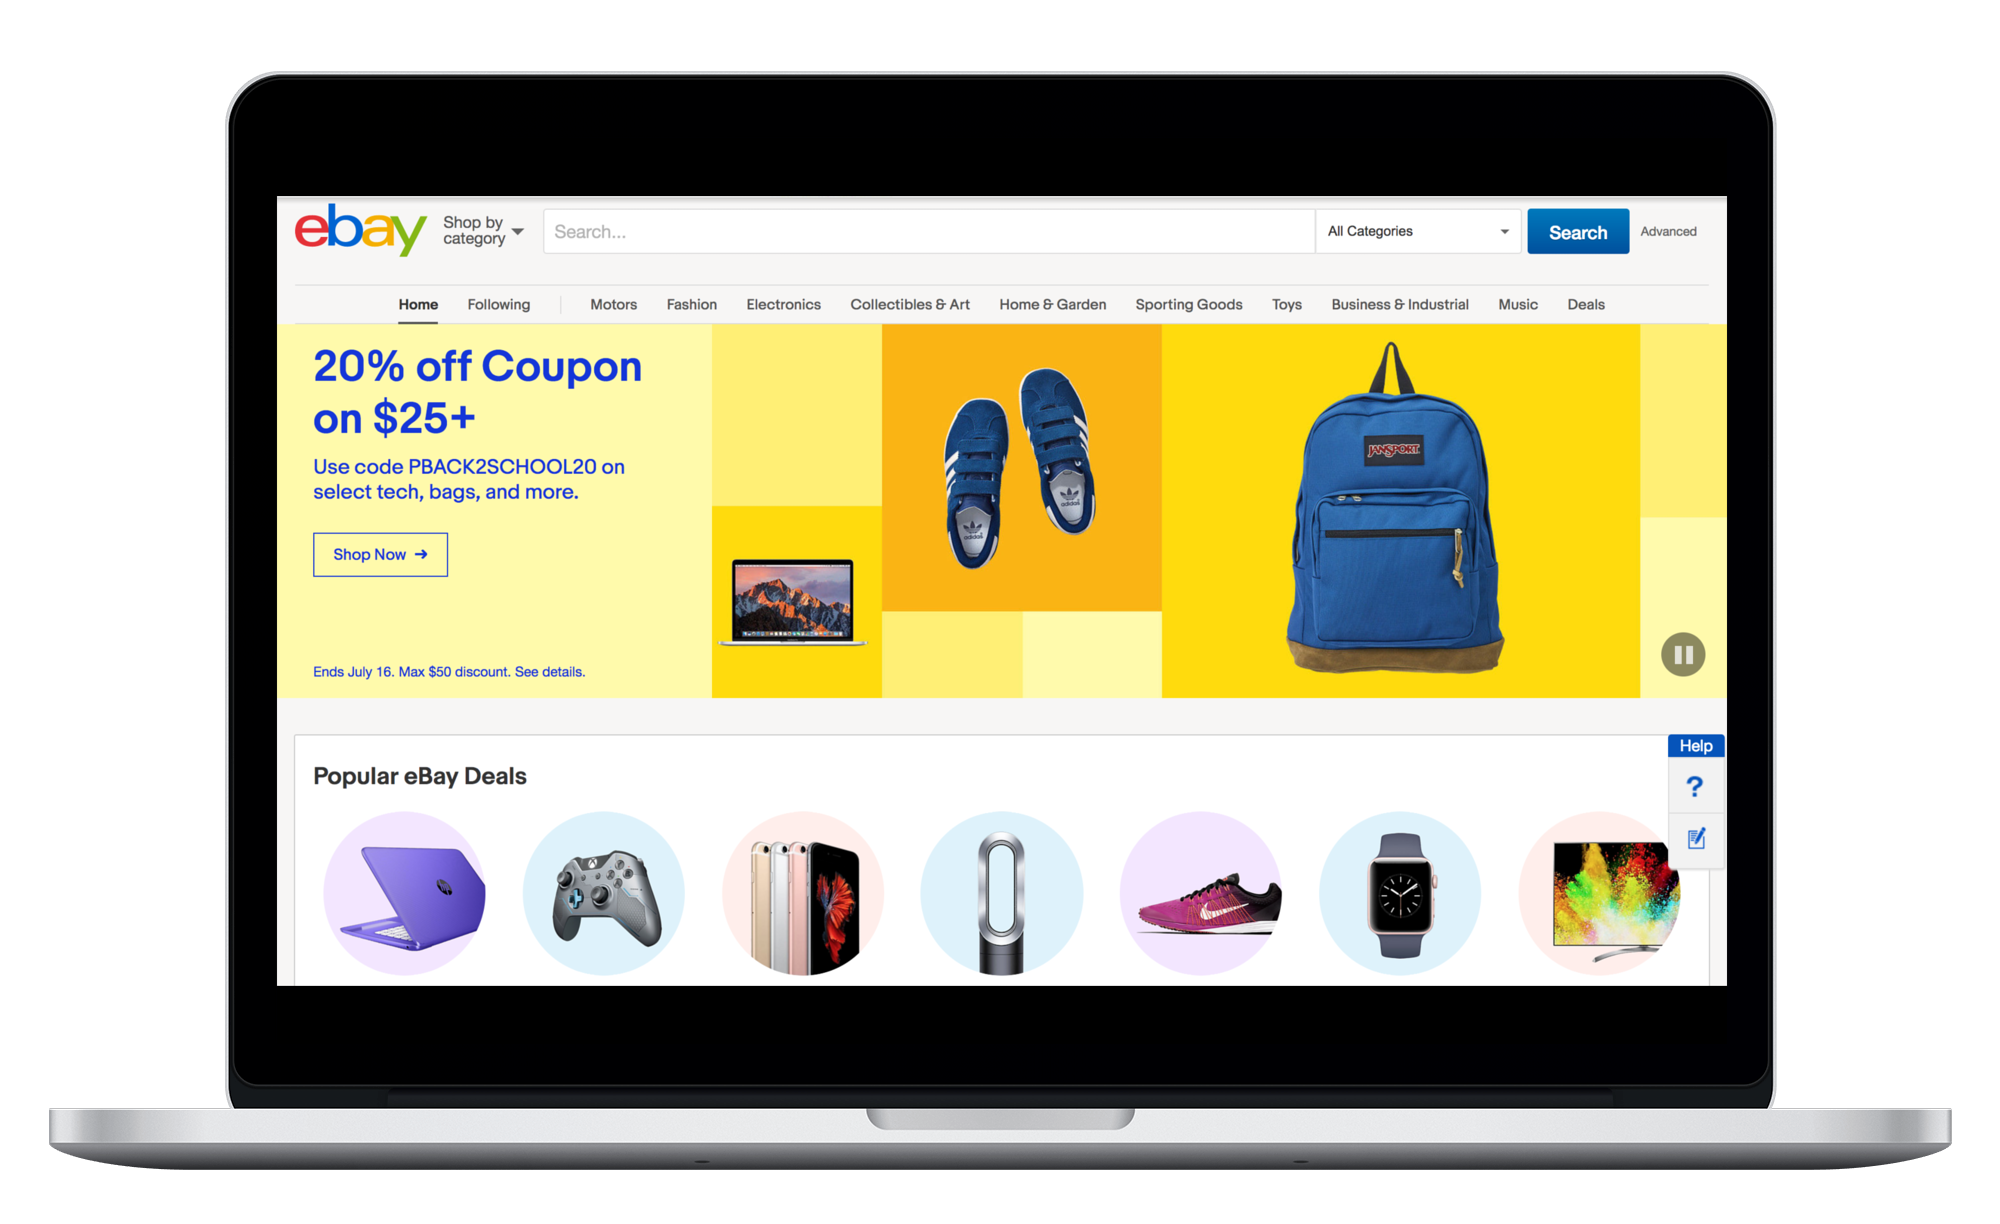 ebay
Shop by
category
Search...
All Categories
Search
Advanced
Home Following Motors Fashion Electronics Collectibles & Art Home & Garden Sporting Goods Toys Business & Industrial Music Deals
20% off Coupon
on $25+
Use code PBACK2SCHOOL20 on
select tech, bags, and more.
Shop Now →
Ends July 16. Max $50 discount. See details.
adidas
adidas
JANSPORT
Help
?
Popular eBay Deals
hp